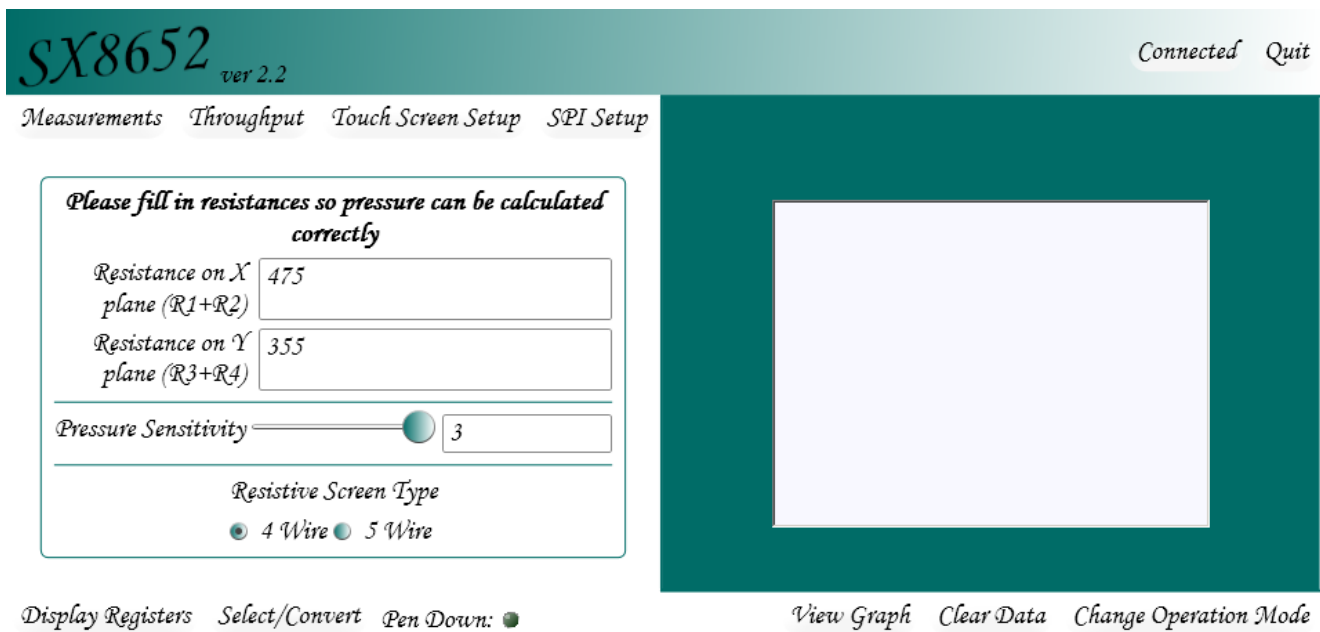 SX8652 ver 2.2
Connected Quit
Measurements Throughput Touch Screen Setup SPI Setup
Please fill in resistances so pressure can be calculated
correctly
Resistance on X
plane (R1+R2)
475
Resistance on Y
plane (R3+R4)
355
Pressure Sensitivity 3
Resistive Screen Type
4 Wire 5 Wire
Display Registers Select/Convert Pen Down:
View Graph Clear Data Change Operation Mode